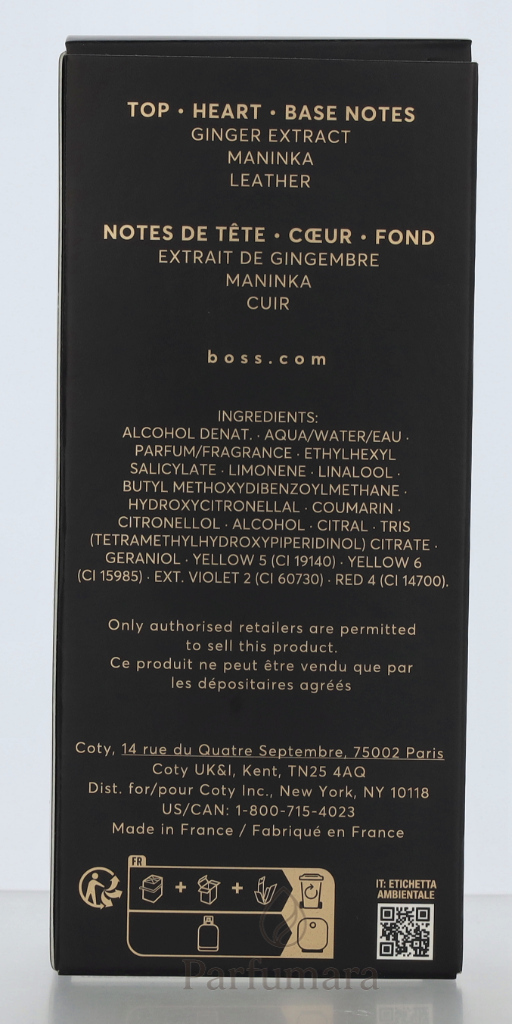 TOP • HEART • BASE NOTES
GINGER EXTRACT
MANINKA
LEATHER
NOTES DE TÊTE • CŒUR • FOND
EXTRAIT DE GINGEMBRE
MANINKA
CUIR
boss.com
INGREDIENTS:
ALCOHOL DENAT. · AQUA/WATER/EAU ·
PARFUM/FRAGRANCE · ETHYLHEXYL
SALICYLATE · LIMONENE · LINALOOL ·
BUTYL METHOXYDIBENZOYLMETHANE ·
HYDROXYCITRONELLAL · COUMARIN ·
CITRONELLOL · ALCOHOL · CITRAL · TRIS
(TETRAMETHYLHYDROXYPIPERIDINOL) CITRATE ·
GERANIOL · YELLOW 5 (CI 19140) · YELLOW 6
(CI 15985) · EXT. VIOLET 2 (CI 60730) · RED 4 (CI 14700).
Only authorised retailers are permitted
to sell this product.
Ce produit ne peut être vendu que par
les dépositaires agréés
Coty, 14 rue du Quatre Septembre, 75002 Paris
Coty UK&I, Kent, TN25 4AQ
Dist. for/pour Coty Inc., New York, NY 10118
US/CAN: 1-800-715-4023
Made in France / Fabriqué en France
FR
IT: ETICHETTA
AMBIENTALE
Parfumara